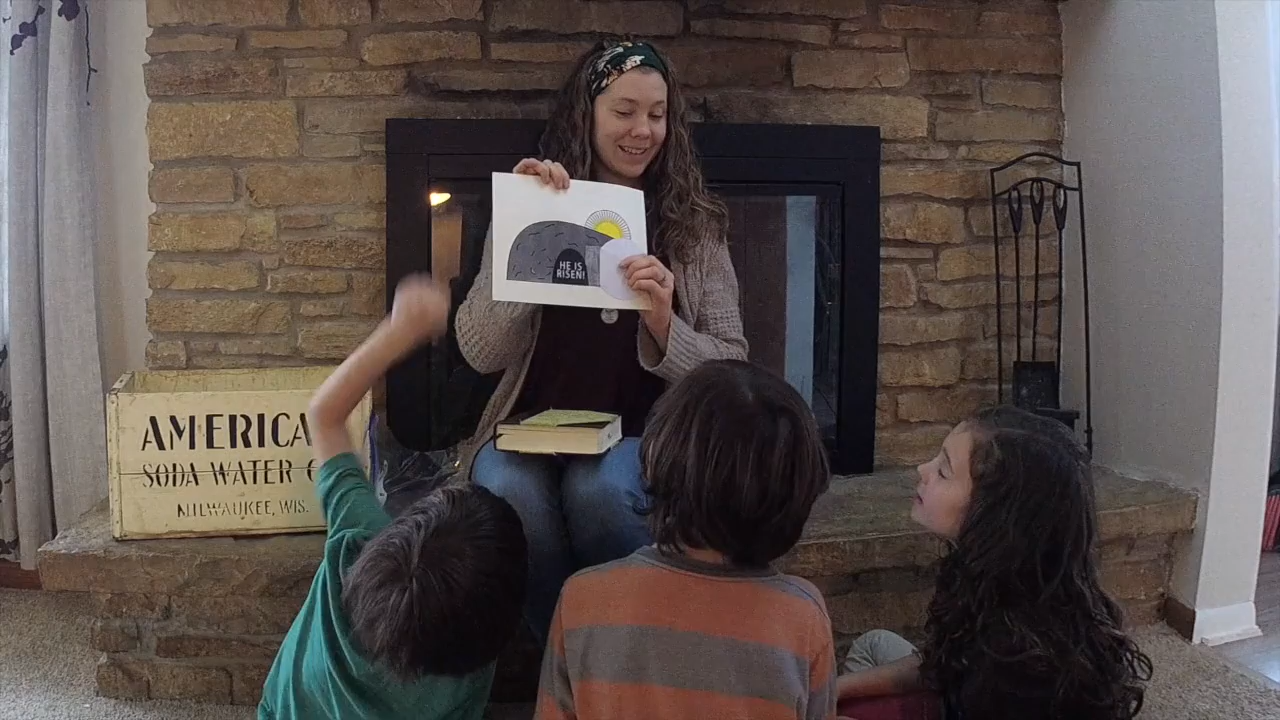 HE IS
RISEN!
AMERICA
SODA WATER C
MILWAUKEE, WIS.